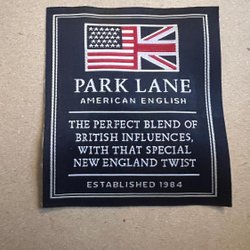 PARK LANE
AMERICAN ENGLISH
THE PERFECT BLEND OF
BRITISH INFLUENCES,
WITH THAT SPECIAL
NEW ENGLAND TWIST
ESTABLISHED 1984